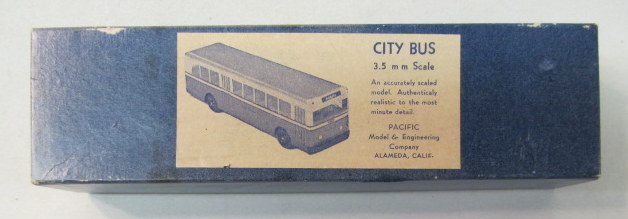 CITY BUS
3.5 mm Scale
An accurately scaled
model. Authenticaly
realistic to the most
minute detail.
PACIFIC
Model & Engineering
Company
ALAMEDA, CALIF-